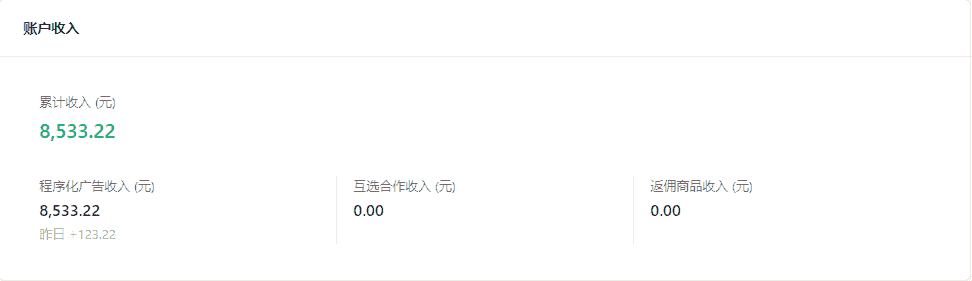 账户收入
累计收入 (元)
8,533.22
程序化广告收入 (元)
互选合作收入 (元)
返佣商品收入 (元)
8,533.22
0.00
0.00
昨日 +123.22